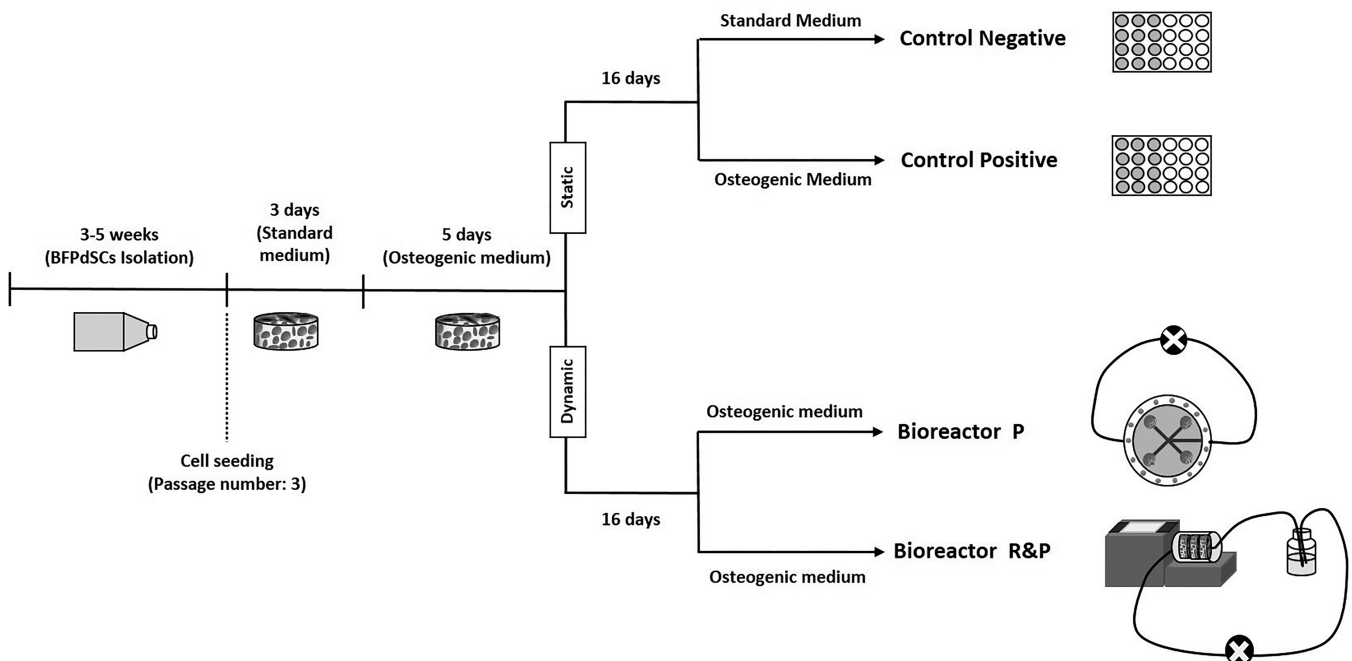 Standard Medium
Control Negative
16 days
Control Positive
Osteogenic Medium
Static
3-5 weeks
(BFPdSCs Isolation)
3 days
(Standard
medium)
5 days
(Osteogenic medium)
Dynamic
Cell seeding
(Passage number: 3)
Osteogenic medium
Bioreactor P
16 days
Bioreactor R&P
Osteogenic medium